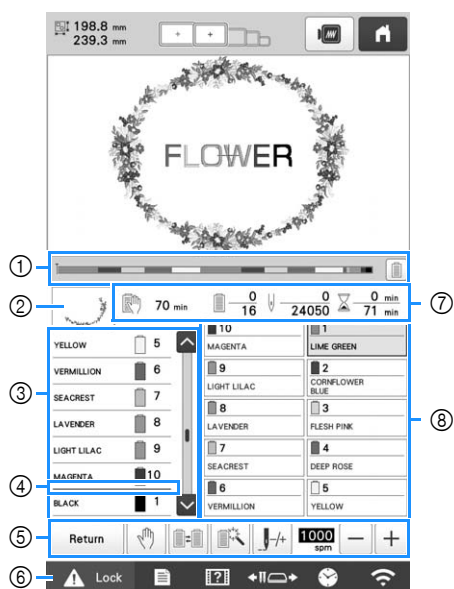 198.8 mm
239.3 mm
FLOWER
①
②
70 min
0
16
0
24050
0 min
71 min
⑦
③
YELLOW 5
VERMILLION 6
SEACREST 7
LAVENDER 8
LIGHT LILAC 9
MAGENTA 10
④
BLACK 1
10
MAGENTA
1
LIME GREEN
9
LIGHT LILAC
2
CORNFLOWER
BLUE
8
LAVENDER
3
FLESH PINK
7
SEACREST
4
DEEP ROSE
6
VERMILLION
5
YELLOW
⑧
⑤
Return
-/+
1000
spm
− +
⑥
Lock